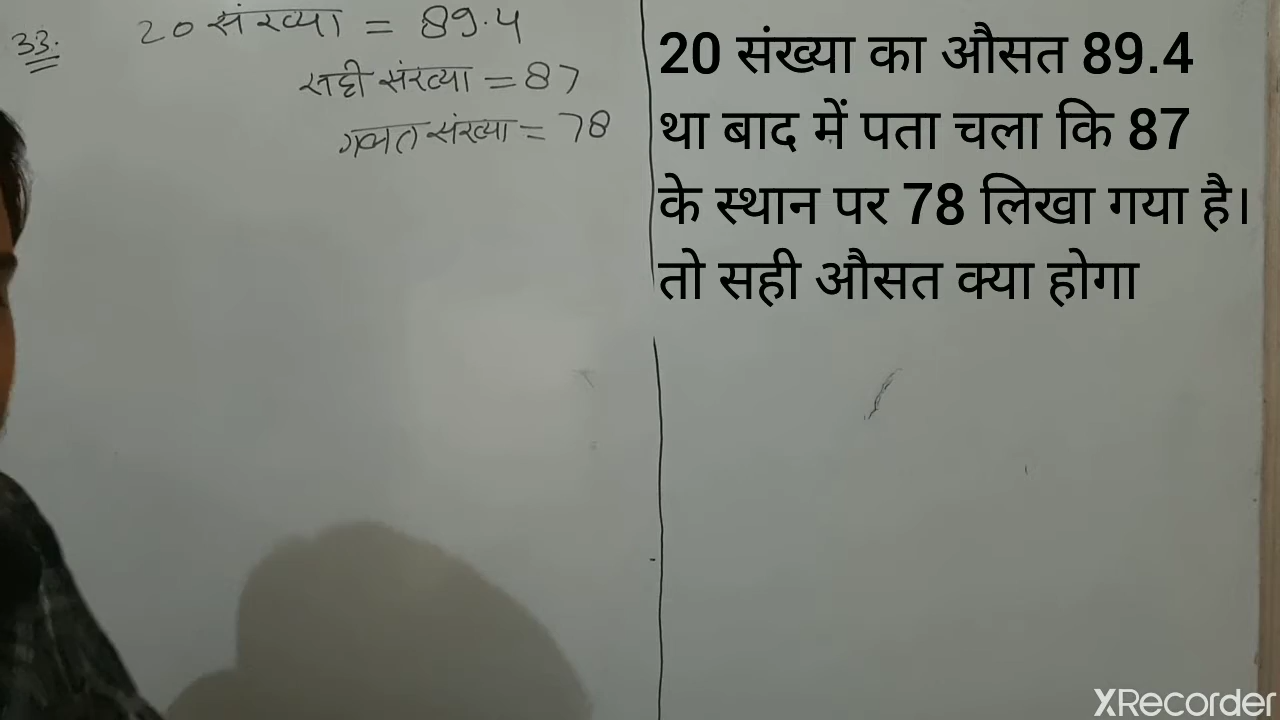 33.
20 संख्या = 89.4
सही संख्या = 87
गलत संख्या = 78
20 संख्या का औसत 89.4
था बाद में पता चला कि 87
के स्थान पर 78 लिखा गया है।
तो सही औसत क्या होगा
XRecorder